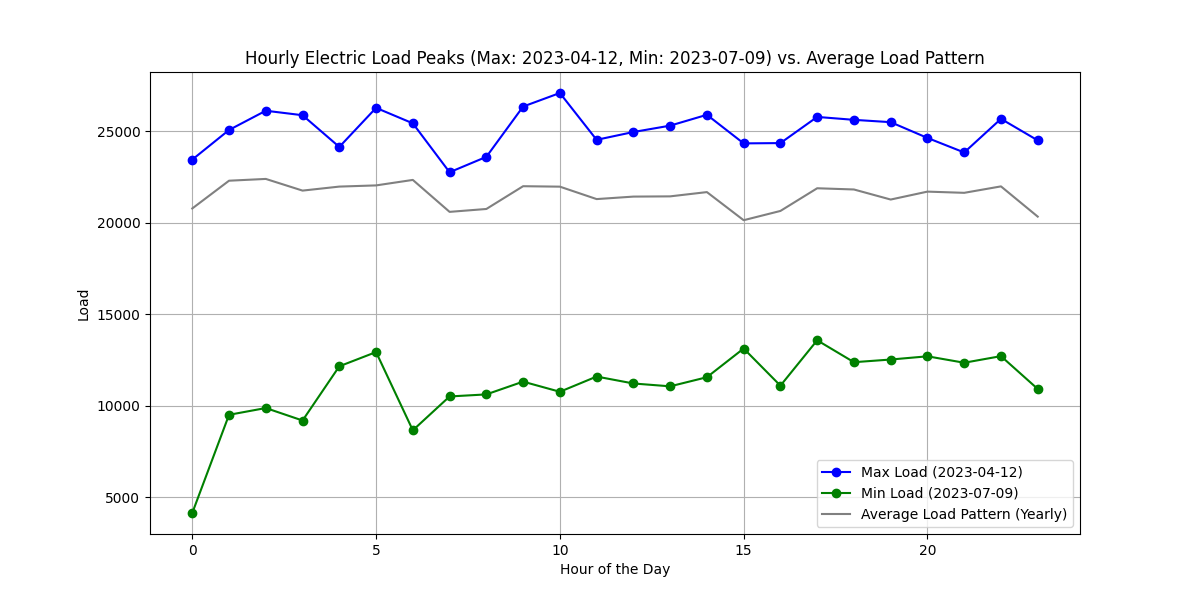 Hourly Electric Load Peaks (Max: 2023-04-12, Min: 2023-07-09) vs. Average Load Pattern
Load
25000
20000
15000
10000
5000
Max Load (2023-04-12)
Min Load (2023-07-09)
Average Load Pattern (Yearly)
0 5 10 15 20
Hour of the Day